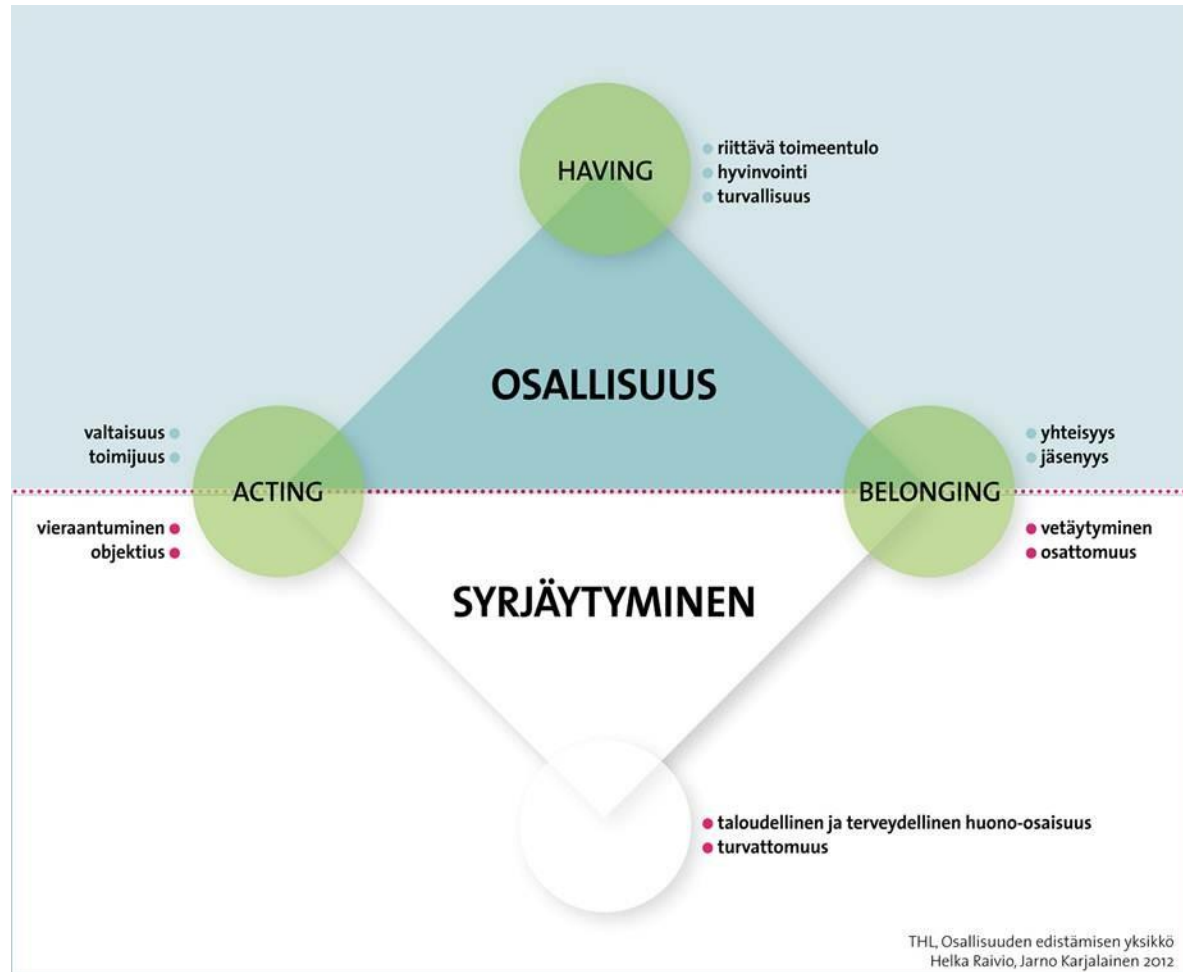 HAVING
riittävä toimeentulo
hyvinvointi
turvallisuus
OSALLISUUS
valtaisuus
toimijuus
ACTING
vieraantuminen
objektius
yhteisyys
jäsenyys
BELONGING
vetäytyminen
osattomuus
SYRJÄYTYMINEN
taloudellinen ja terveydellinen huono-osaisuus
turvattomuus
THL, Osallisuuden edistämisen yksikkö
Helka Raivio, Jarno Karjalainen 2012